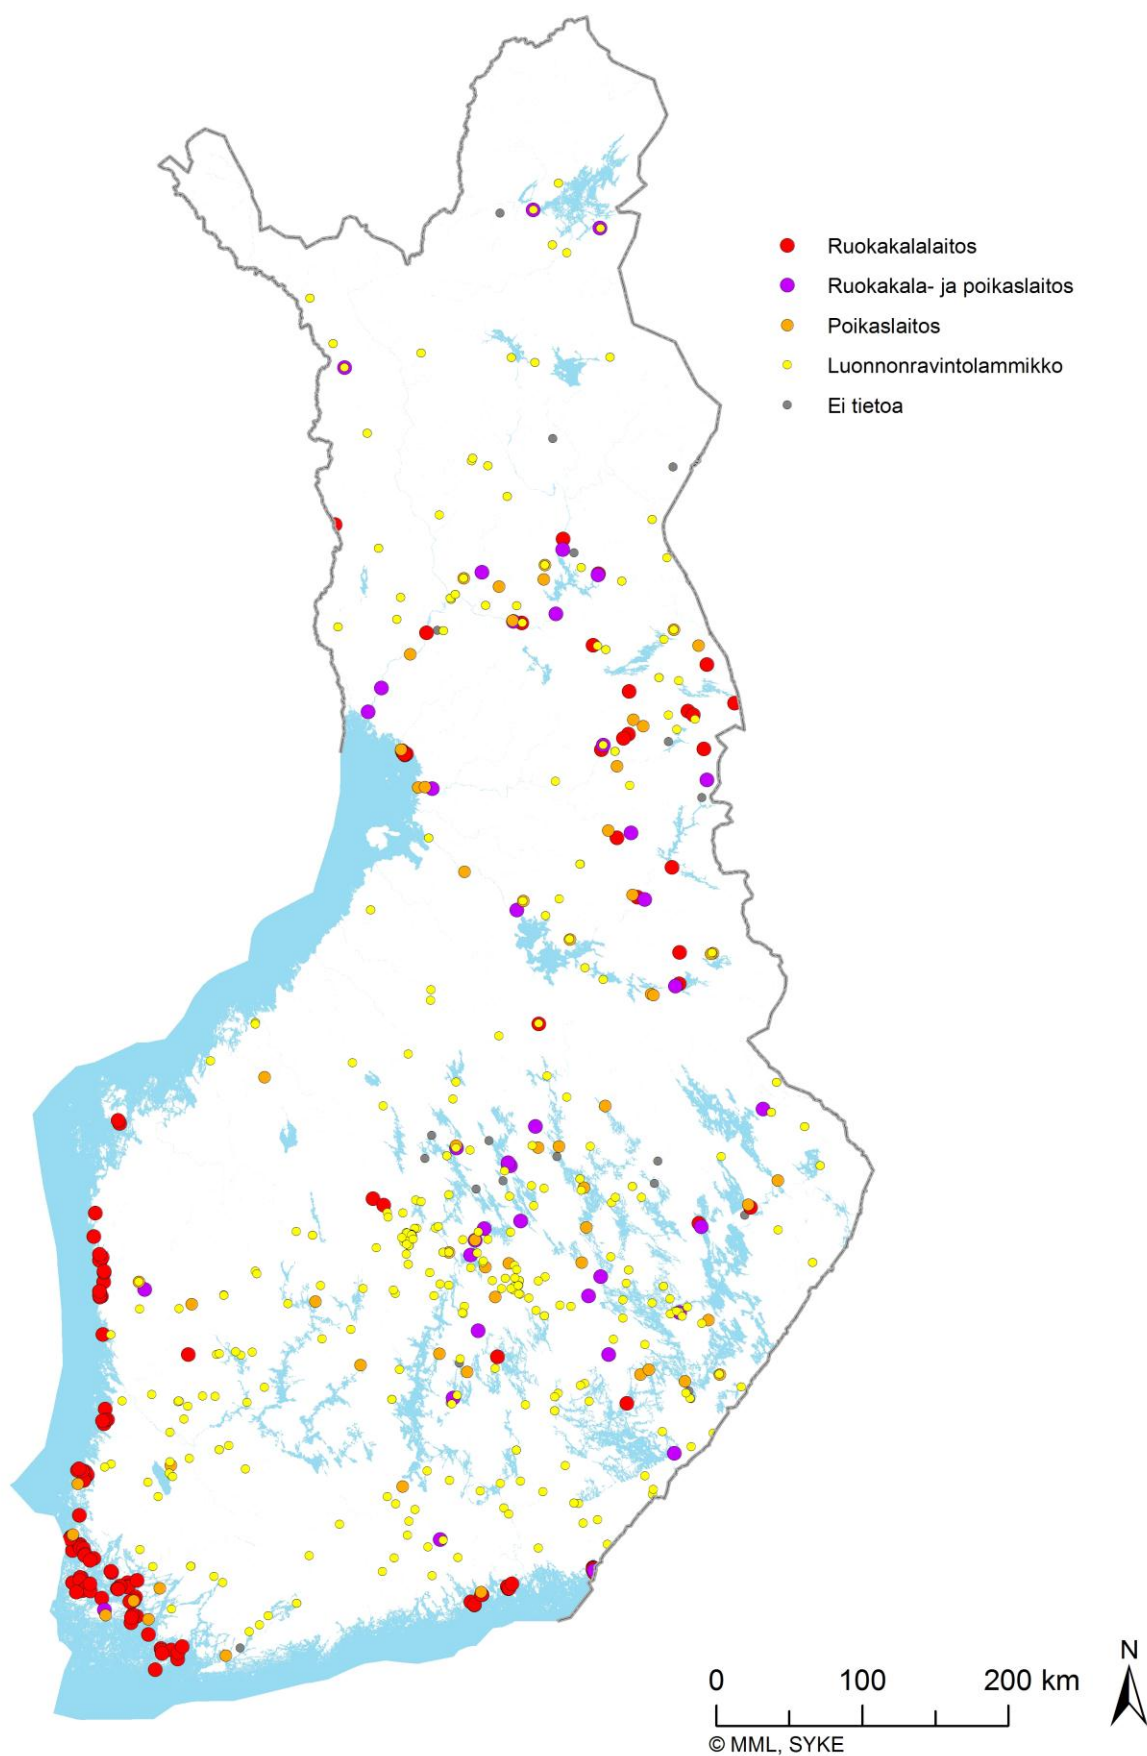 Ruokakalalaitos
Ruokakala- ja poikaslaitos
Poikaslaitos
Luonnonravintolammikko
Ei tietoa
N
0 100 200 km
© MML, SYKE